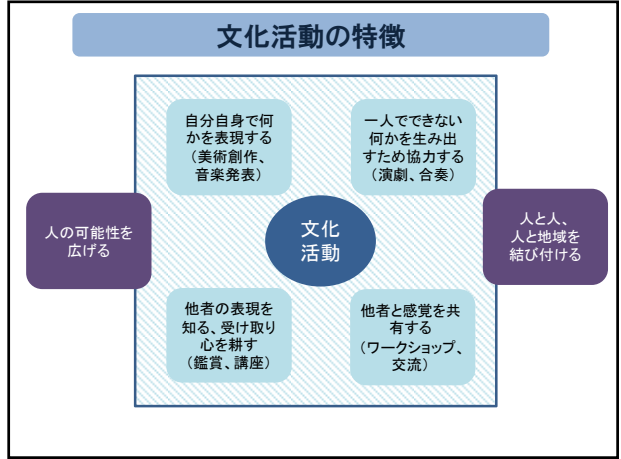 文化活動の特徴
自分自身で何
かを表現する
（美術創作、
音楽発表）
一人でできない
何かを生み出
すため協力する
（演劇、合奏）
人の可能性を
広げる
文化
活動
人と人、
人と地域を
結び付ける
他者の表現を
知る、受け取り
心を耕す
（鑑賞、講座）
他者と感覚を共
有する
（ワークショップ、
交流）